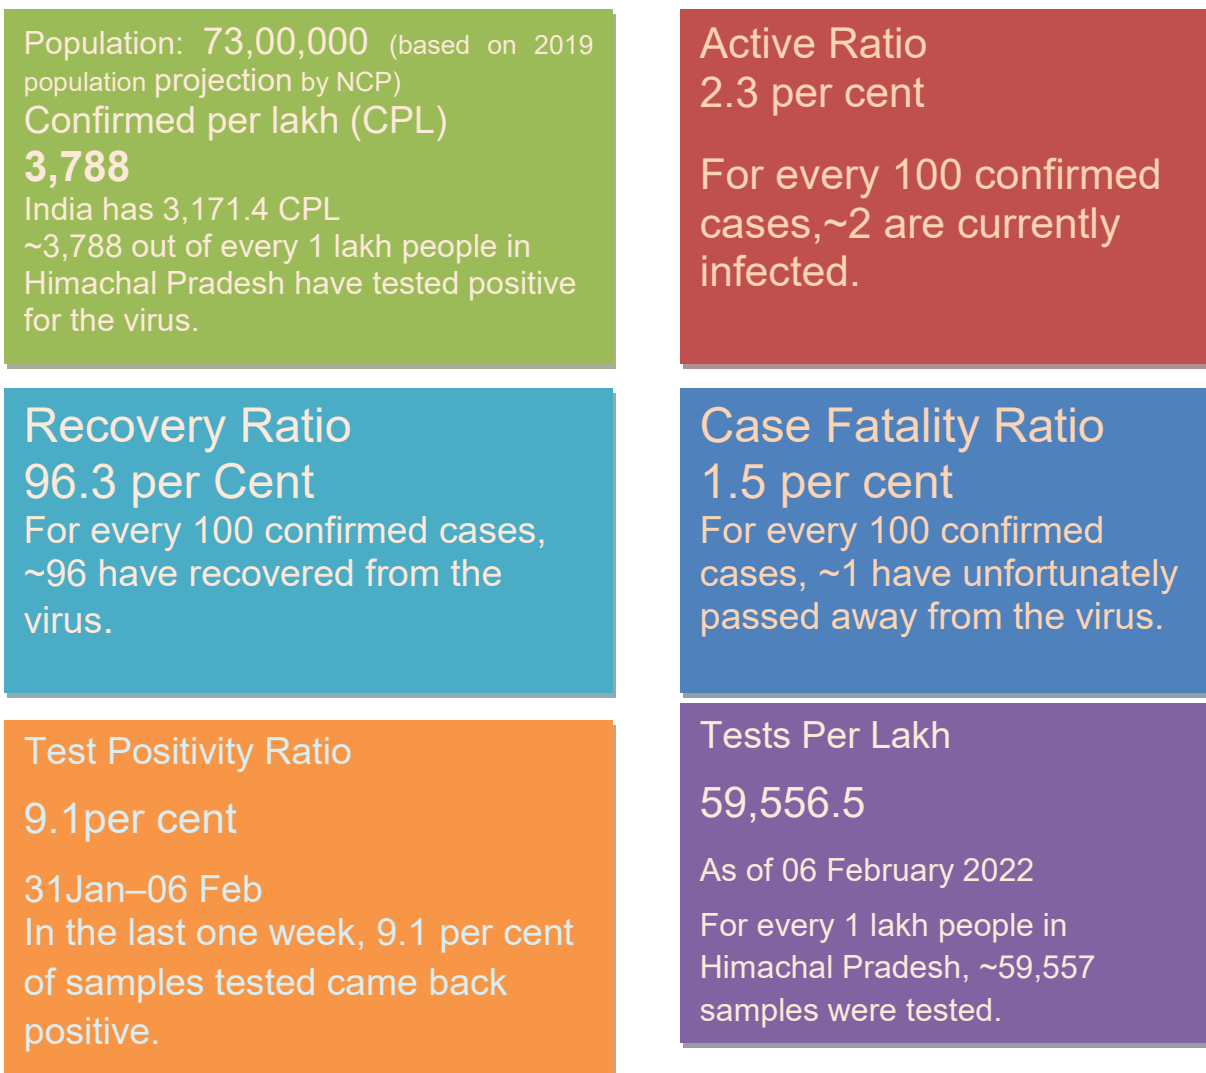 Population: 73,00,000 (based on 2019
population projection by NCP)
Confirmed per lakh (CPL)
3,788
India has 3,171.4 CPL
~3,788 out of every 1 lakh people in
Himachal Pradesh have tested positive
for the virus.
Active Ratio
2.3 per cent
For every 100 confirmed
cases,~2 are currently
infected.
Recovery Ratio
96.3 per Cent
For every 100 confirmed cases,
~96 have recovered from the
virus.
Case Fatality Ratio
1.5 per cent
For every 100 confirmed
cases, ~1 have unfortunately
passed away from the virus.
Test Positivity Ratio
9.1per cent
31Jan–06 Feb
In the last one week, 9.1 per cent
of samples tested came back
positive.
Tests Per Lakh
59,556.5
As of 06 February 2022
For every 1 lakh people in
Himachal Pradesh, ~59,557
samples were tested.